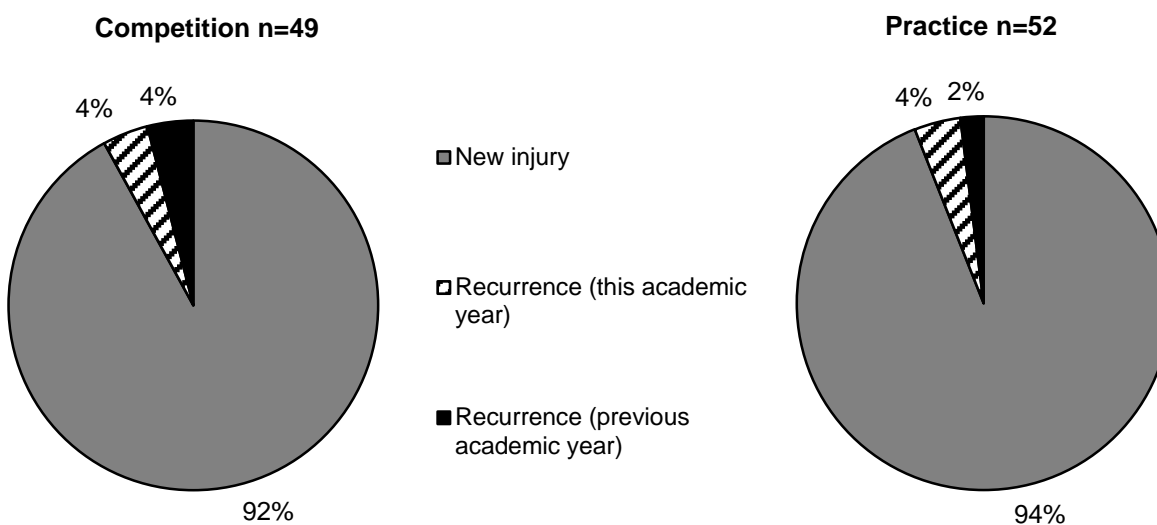 Competition n=49
Practice n=52
4%
4%
4%
2%
New injury
Recurrence (this academic
year)
Recurrence (previous
academic year)
92%
94%